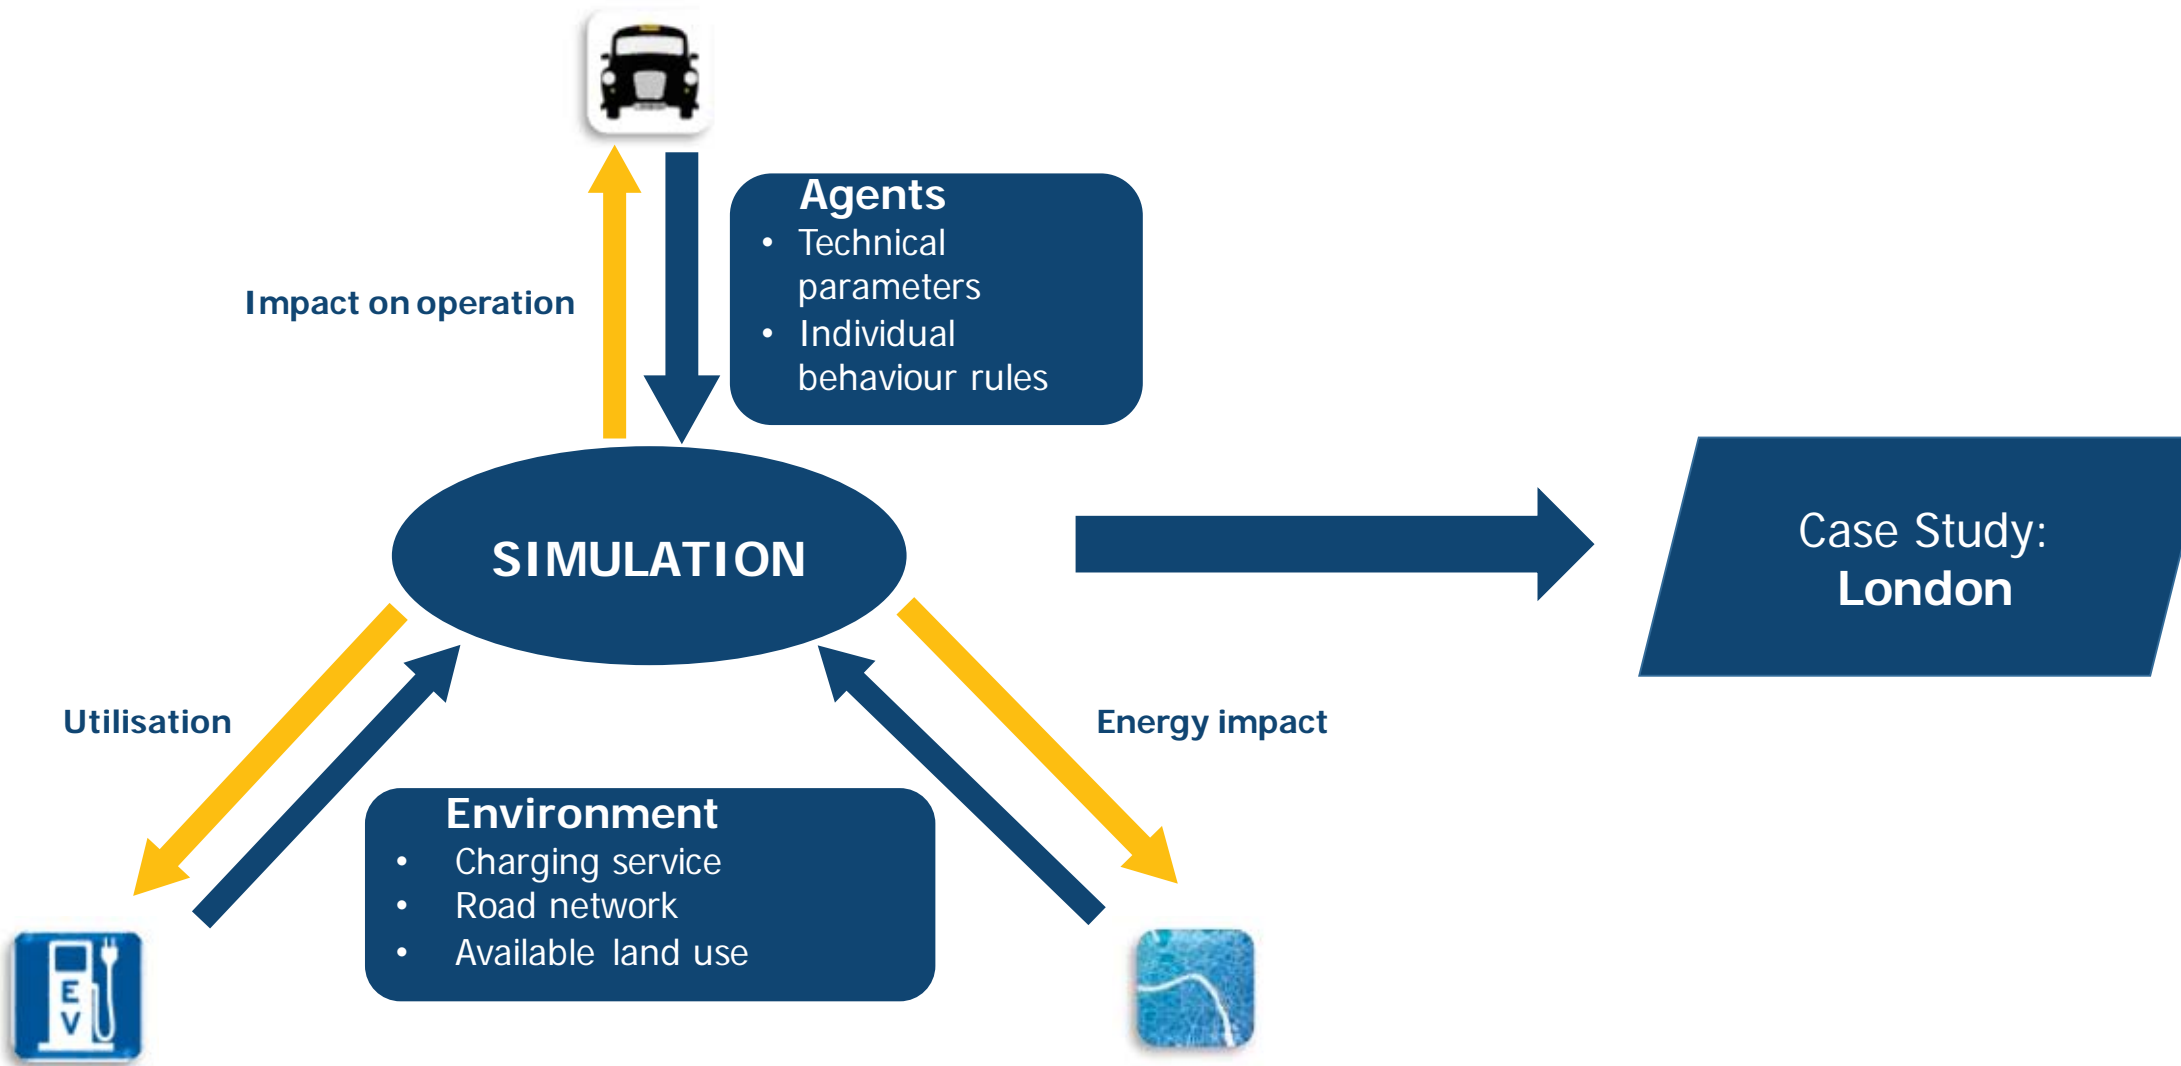 Agents
• Technical
parameters
• Individual
behaviour rules
Impact on operation
SIMULATION
Case Study:
London
Utilisation
Energy impact
Environment
• Charging service
• Road network
• Available land use
E
V